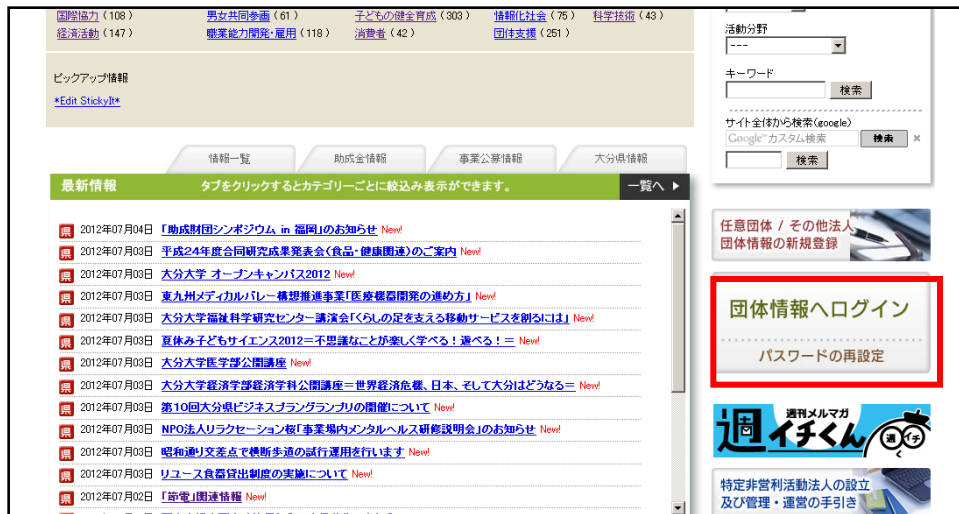 国際協力(108) 男女共同参画(61) 子どもの健全育成(303) 情報化社会(75) 科学技術(43)
経済活動(147) 職業能力開発・雇用(118) 消費者(42) 団体支援(251)
ピックアップ情報
*Edit StickyIt*
情報一覧 助成金情報 事業公募情報 大分県情報
最新情報 タブをクリックするとカテゴリーごとに絞込み表示ができます。 一覧へ
県 2012年07月04日 「助成財団シンポジウム in 福岡」のお知らせ New!
県 2012年07月03日 平成24年度合同研究成果発表会(食品・健康関連)のご案内 New!
県 2012年07月03日 大分大学 オープンキャンパス2012 New!
県 2012年07月03日 東九州メディカルバレー構想推進事業「医療機器開発の進め方」 New!
県 2012年07月03日 大分大学福祉科学研究センター講演会「くらしの足を支える移動サービスを創るには」 New!
県 2012年07月03日 夏休み子どもサイエンス2012=不思議なことが楽しく学べる!遊べる!= New!
県 2012年07月03日 大分大学医学部公開講座 New!
県 2012年07月03日 大分大学経済学部経済学科公開講座=世界経済危機、日本、そして大分はどうなる= New!
県 2012年07月03日 第10回大分県ビジネスプラングランプリの開催について New!
県 2012年07月03日 NPO法人リラクセーション桜「事業場内メンタルヘルス研修説明会」のお知らせ New!
県 2012年07月03日 昭和通り交差点で横断歩道の試行運用を行います New!
県 2012年07月03日 リユース食器貸出制度の実施について New!
県 2012年07月02日 「節電」関連情報 New!
活動分野
---
キーワード
検索
サイト全体から検索(google)
Google™カスタム検索 検索 ×
検索
任意団体 / その他法人
団体情報の新規登録
団体情報へログイン
パスワードの再設定
週刊メルマガ
週イチくん 週イチ
特定非営利活動法人の設立
及び管理・運営の手引き